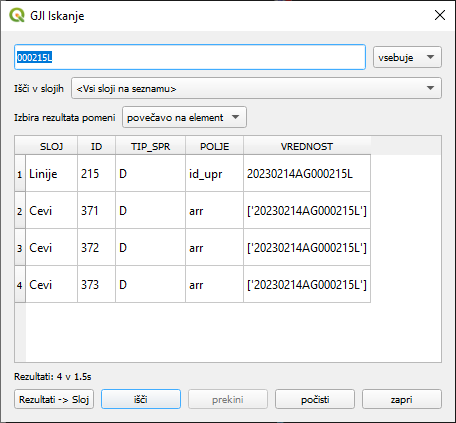 GJI Iskanje
000215L vsebuje
Išči v slojih <Vsi sloji na seznamu>
Izbira rezultata pomeni povečavo na element
SLOJ ID TIP_SPR POLJE VREDNOST
1 Linije 215 D id_upr 20230214AG000215L
2 Cevi 371 D arr ['20230214AG000215L']
3 Cevi 372 D arr ['20230214AG000215L']
4 Cevi 373 D arr ['20230214AG000215L']
Rezultati: 4 v 1.5s
Rezultati -> Sloj išči prekini počisti zapri